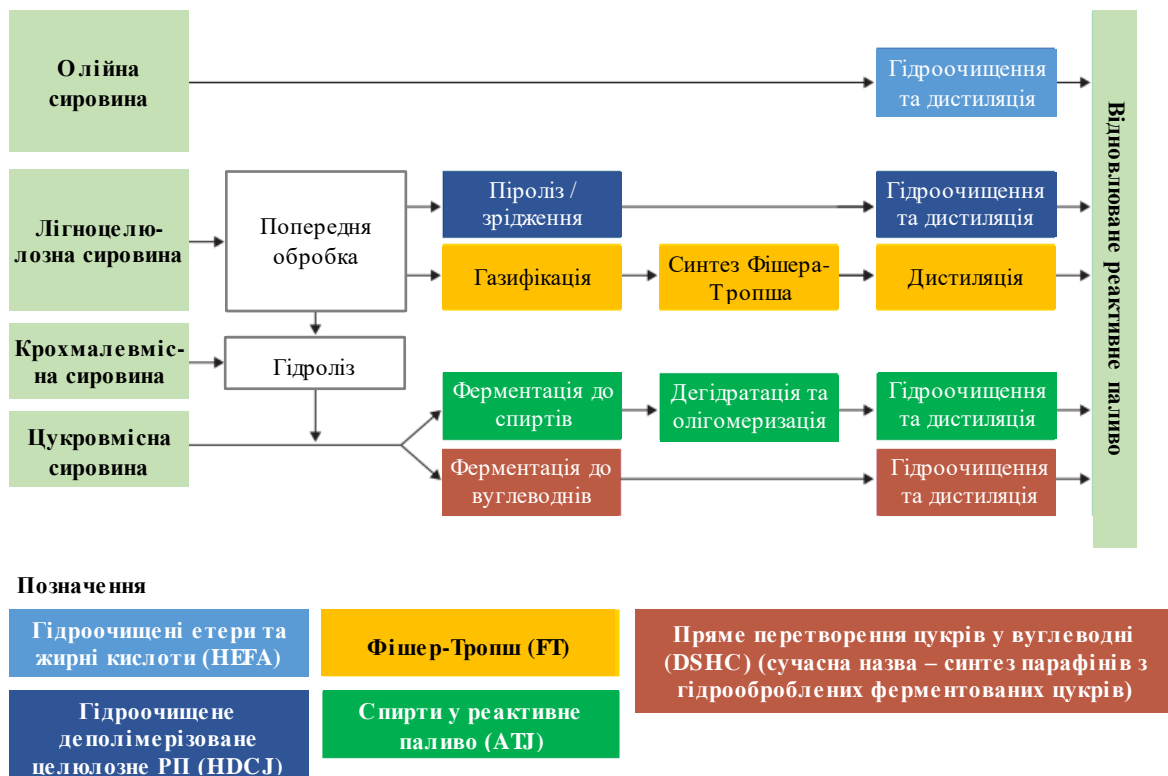 Олійна
сировина
Гідроочищення
та дистиляція
Лігноцелю-
лозна сировина
Попередня
обробка
Піроліз /
зрідження
Гідроочищення
та дистиляція
Газифікація
Синтез Фішера-
Тропша
Дистиляція
Крохмалевміс-
на сировина
Гідроліз
Цукровмісна
сировина
Ферментація до
спиртів
Дегідратація та
олігомеризація
Гідроочищення
та дистиляція
Ферментація до
вуглеводнів
Гідроочищення
та дистиляція
Відновлюване реактивне паливо
Позначення
Гідроочищені етери та
жирні кислоти (HEFA)
Фішер-Тропш (FT)
Пряме перетворення цукрів у вуглеводні
(DSHC) (сучасна назва – синтез парафінів з
гідрооброблених ферментованих цукрів)
Гідроочищене
деполімерізоване
целюлозне РП (HDCJ)
Спирти у реактивне
паливо (ATJ)